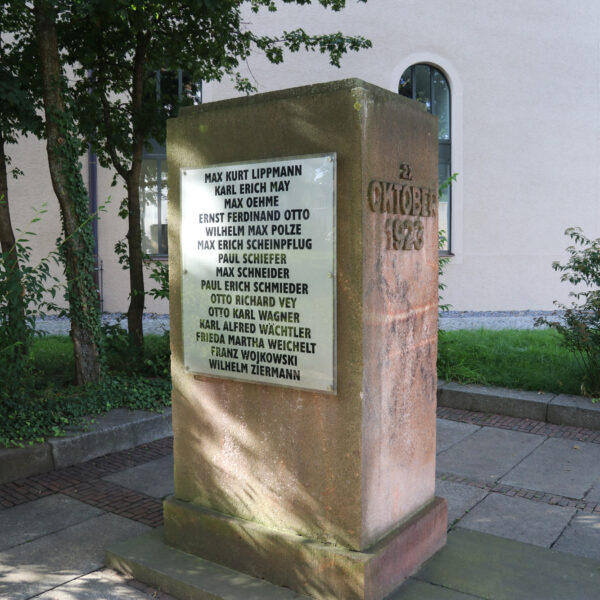 MAX KURT LIPPMANN
KARL ERICH MAY
MAX OEHME
ERNST FERDINAND OTTO
WILHELM MAX POLZE
MAX ERICH SCHEINPFLUG
PAUL SCHIEFER
MAX SCHNEIDER
PAUL ERICH SCHMIEDER
OTTO RICHARD VEY
OTTO KARL WAGNER
KARL ALFRED WÄCHTLER
FRIEDA MARTHA WEICHELT
FRANZ WOJKOWSKI
WILHELM ZIERMANN
27.
OKTOBER
1923